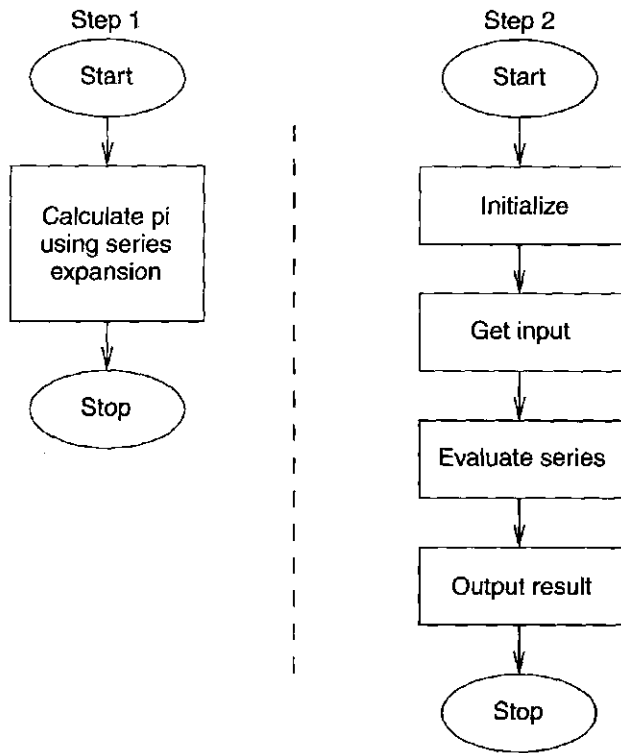 Step 1
Start
Calculate pi
using series
expansion
Stop
Step 2
Start
Initialize
Get input
Evaluate series
Output result
Stop